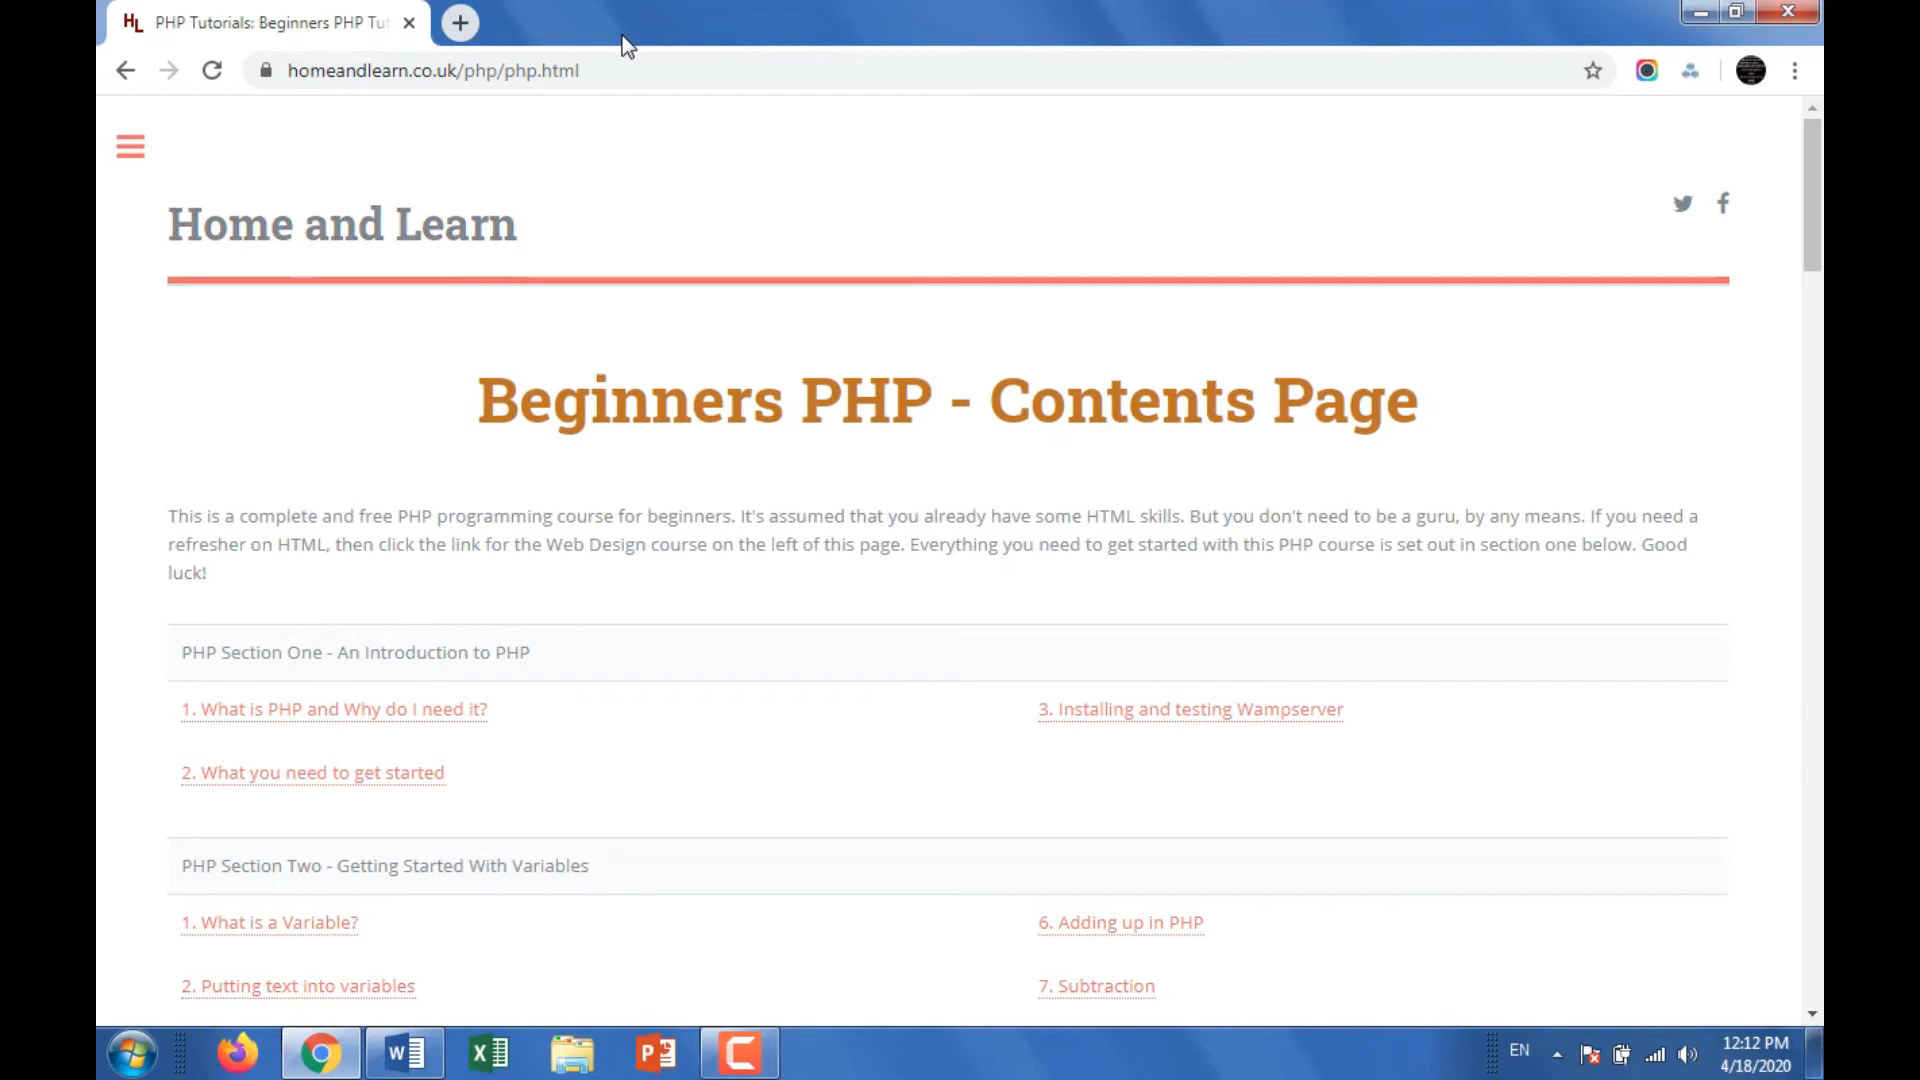 HL PHP Tutorials: Beginners PHP Tut
homeandlearn.co.uk/php/php.html
Home and Learn
Beginners PHP - Contents Page
This is a complete and free PHP programming course for beginners. It's assumed that you already have some HTML skills. But you don't need to be a guru, by any means. If you need a
refresher on HTML, then click the link for the Web Design course on the left of this page. Everything you need to get started with this PHP course is set out in section one below. Good
luck!
PHP Section One - An Introduction to PHP
1. What is PHP and Why do I need it?
3. Installing and testing Wampserver
2. What you need to get started
PHP Section Two - Getting Started With Variables
1. What is a Variable?
6. Adding up in PHP
2. Putting text into variables
7. Subtraction
EN
12:12 PM
4/18/2020